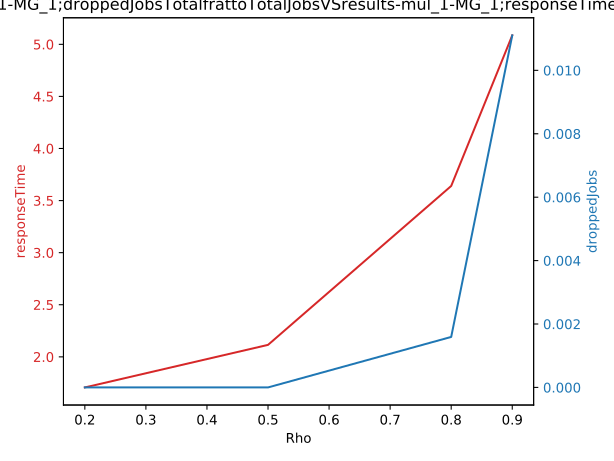 1-MG_1;droppedJobsTotalfrattoTotalJobsVSresults-mul_1-MG_1;responseTime
5.0
4.5
4.0
3.5
3.0
2.5
2.0
responseTime
0.010
0.008
0.006
0.004
0.002
0.000
droppedJobs
0.2 0.3 0.4 0.5 0.6 0.7 0.8 0.9
Rho